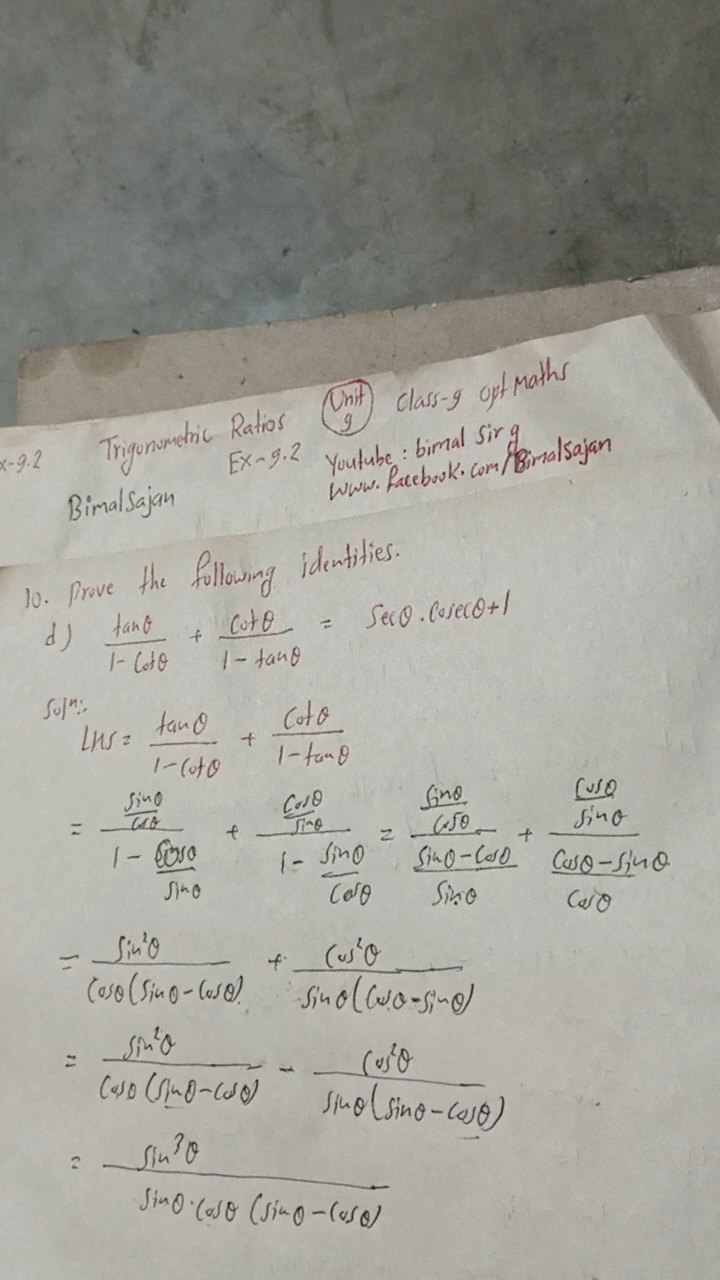 x-9.2 Trigonometric Ratios Unit 9 Class-9 opt Maths
Ex-9.2 Youtube : bimal Sir g
BimalSajan www.facebook.com/BimalSajan
10. Prove the following identities.
d) tanθ/(1-Cotθ) + Cotθ/(1-tanθ) = Secθ.Cosecθ+1
Solⁿ:
LHS = tanθ/(1-Cotθ) + Cotθ/(1-tanθ)
= (Sinθ/Cosθ)/(1-Cosθ/Sinθ) + (Cosθ/Sinθ)/(1-Sinθ/Cosθ) = (Sinθ/Cosθ)/((Sinθ-Cosθ)/Sinθ) + (Cosθ/Sinθ)/((Cosθ-Sinθ)/Cosθ)
= Sin²θ/(Cosθ(Sinθ-Cosθ)) + Cos²θ/(Sinθ(Cosθ-Sinθ))
= Sin²θ/(Cosθ(Sinθ-Cosθ)) - Cos²θ/(Sinθ(Sinθ-Cosθ))
= Sin³θ/(Sinθ.Cosθ(Sinθ-Cosθ))